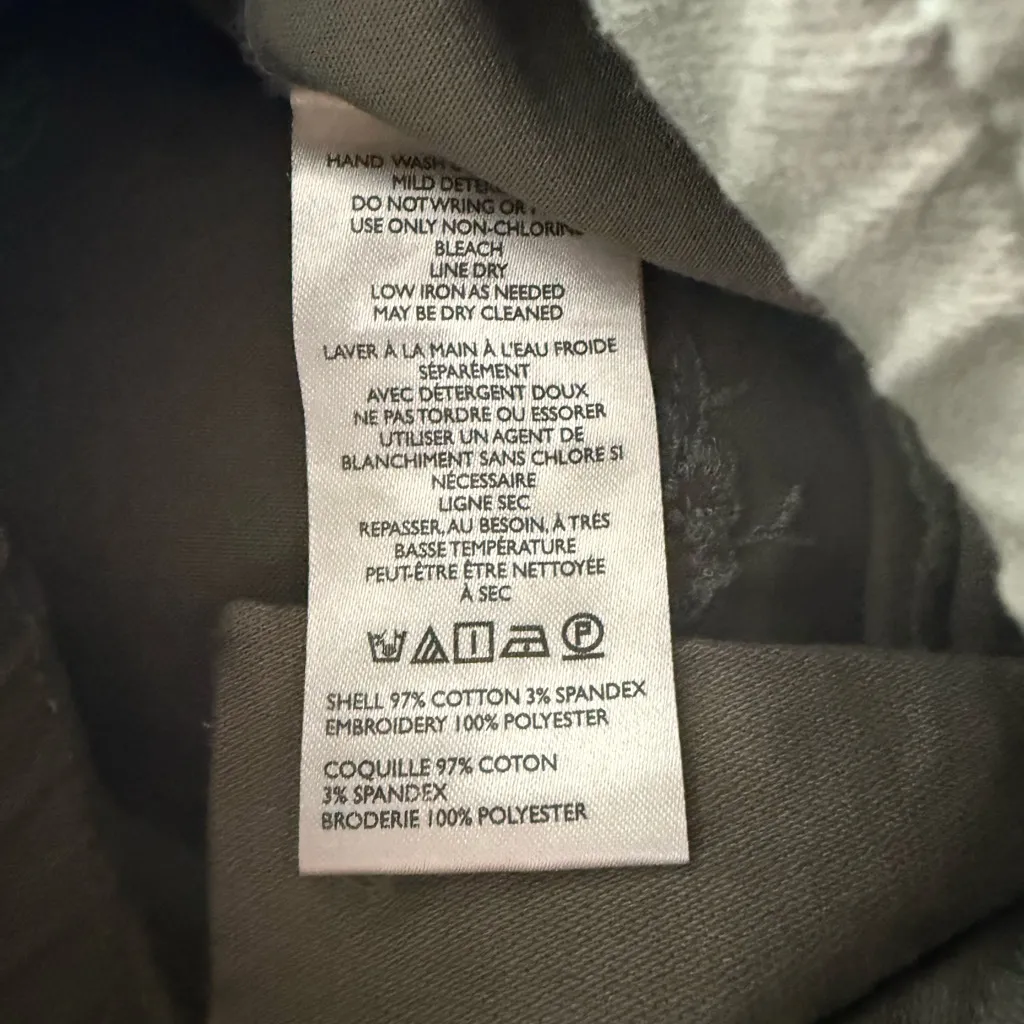 HAND WASH
MILD
DO NOT WRING OR
USE ONLY NON-CHLORINE
BLEACH
LINE DRY
LOW IRON AS NEEDED
MAY BE DRY CLEANED
LAVER À LA MAIN À L'EAU FROIDE
SÉPARÉMENT
AVEC DÉTERGENT DOUX
NE PAS TORDRE OU ESSORER
UTILISER UN AGENT DE
BLANCHIMENT SANS CHLORE SI
NÉCESSAIRE
LIGNE SEC
REPASSER, AU BESOIN, À TRÈS
BASSE TEMPÉRATURE
PEUT-ÊTRE ÊTRE NETTOYÉE
À SEC
P
SHELL 97% COTTON 3% SPANDEX
EMBROIDERY 100% POLYESTER
COQUILLE 97% COTON
3% SPANDEX
BRODERIE 100% POLYESTER